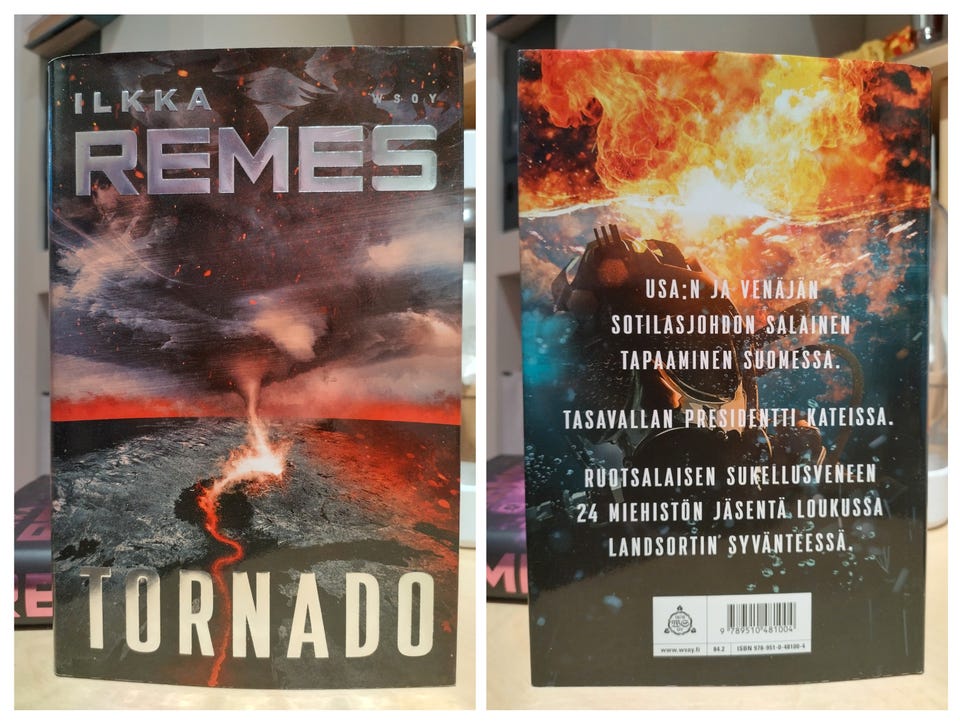 ILKKA
WSOY
REMES
TORNADO
USA:N JA VENÄJÄN
SOTILASJOHDON SALAINEN
TAPAAMINEN SUOMESSA.
TASAVALLAN PRESIDENTTI KATEISSA.
RUOTSALAISEN SUKELLUSVENEEN
24 MIEHISTÖN JÄSENTÄ LOUKUSSA
LANDSORTIN SYVÄNTEESSÄ.
9 789510 481004
www.wsoy.fi
84.2
ISBN 978-951-0-48100-4